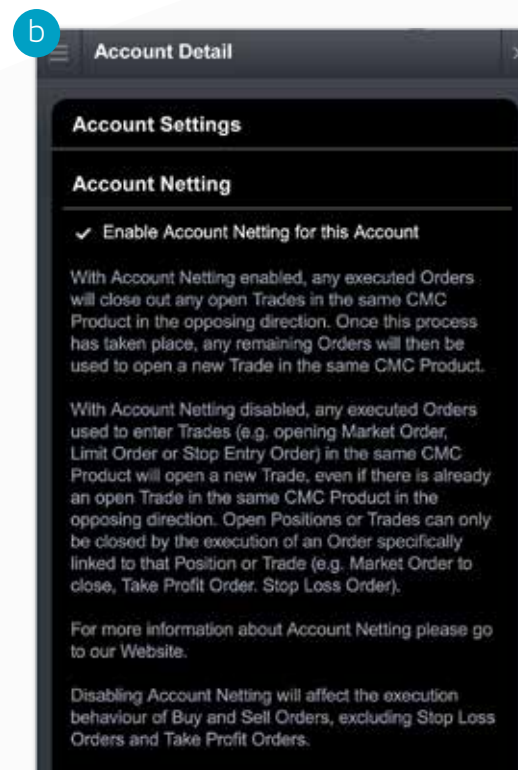 b
Account Detail
Account Settings
Account Netting
Enable Account Netting for this Account
With Account Netting enabled, any executed Orders
will close out any open Trades in the same CMC
Product in the opposing direction. Once this process
has taken place, any remaining Orders will then be
used to open a new Trade in the same CMC Product.
With Account Netting disabled, any executed Orders
used to enter Trades (e.g. opening Market Order,
Limit Order or Stop Entry Order) in the same CMC
Product will open a new Trade, even if there is already
an open Trade in the same CMC Product in the
opposing direction. Open Positions or Trades can only
be closed by the execution of an Order specifically
linked to that Position or Trade (e.g. Market Order to
close, Take Profit Order. Stop Loss Order).
For more information about Account Netting please go
to our Website.
Disabling Account Netting will affect the execution
behaviour of Buy and Sell Orders, excluding Stop Loss
Orders and Take Profit Orders.